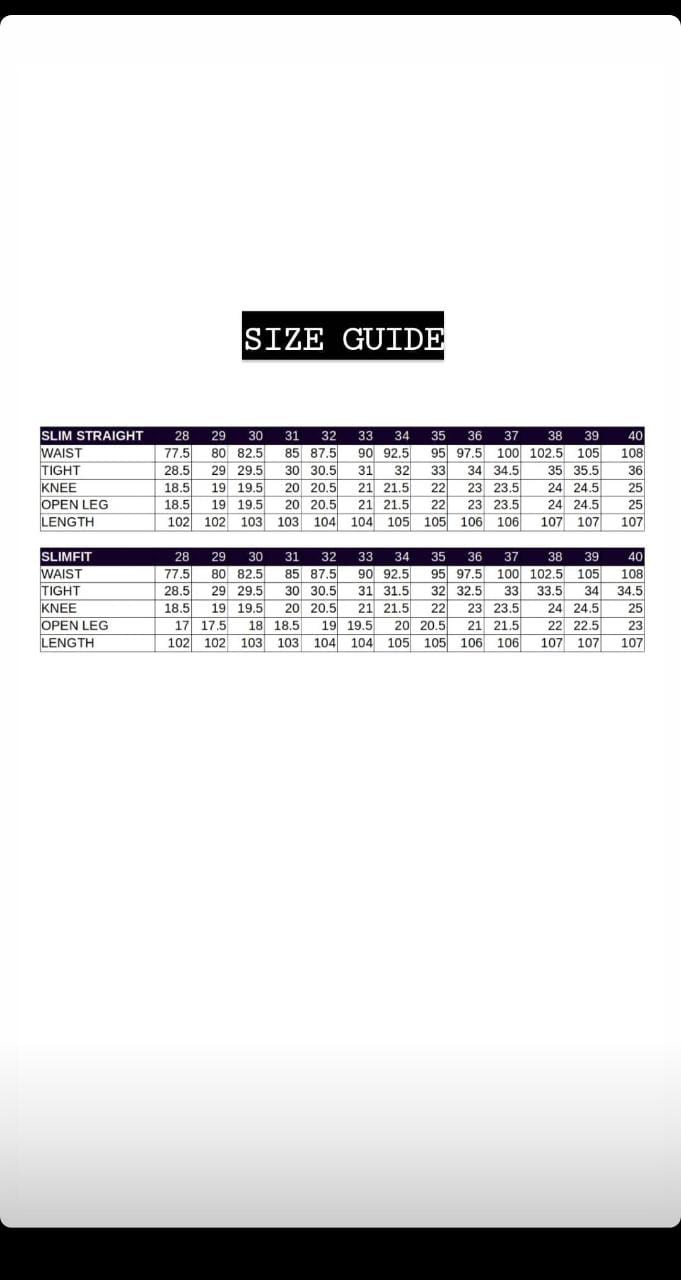 SIZE GUIDE
SLIM STRAIGHT 28 29 30 31 32 33 34 35 36 37 38 39 40
WAIST 77.5 80 82.5 85 87.5 90 92.5 95 97.5 100 102.5 105 108
TIGHT 28.5 29 29.5 30 30.5 31 32 33 34 34.5 35 35.5 36
KNEE 18.5 19 19.5 20 20.5 21 21.5 22 23 23.5 24 24.5 25
OPEN LEG 18.5 19 19.5 20 20.5 21 21.5 22 23 23.5 24 24.5 25
LENGTH 102 102 103 103 104 104 105 105 106 106 107 107 107
SLIMFIT 28 29 30 31 32 33 34 35 36 37 38 39 40
WAIST 77.5 80 82.5 85 87.5 90 92.5 95 97.5 100 102.5 105 108
TIGHT 28.5 29 29.5 30 30.5 31 31.5 32 32.5 33 33.5 34 34.5
KNEE 18.5 19 19.5 20 20.5 21 21.5 22 23 23.5 24 24.5 25
OPEN LEG 17 17.5 18 18.5 19 19.5 20 20.5 21 21.5 22 22.5 23
LENGTH 102 102 103 103 104 104 105 105 106 106 107 107 107